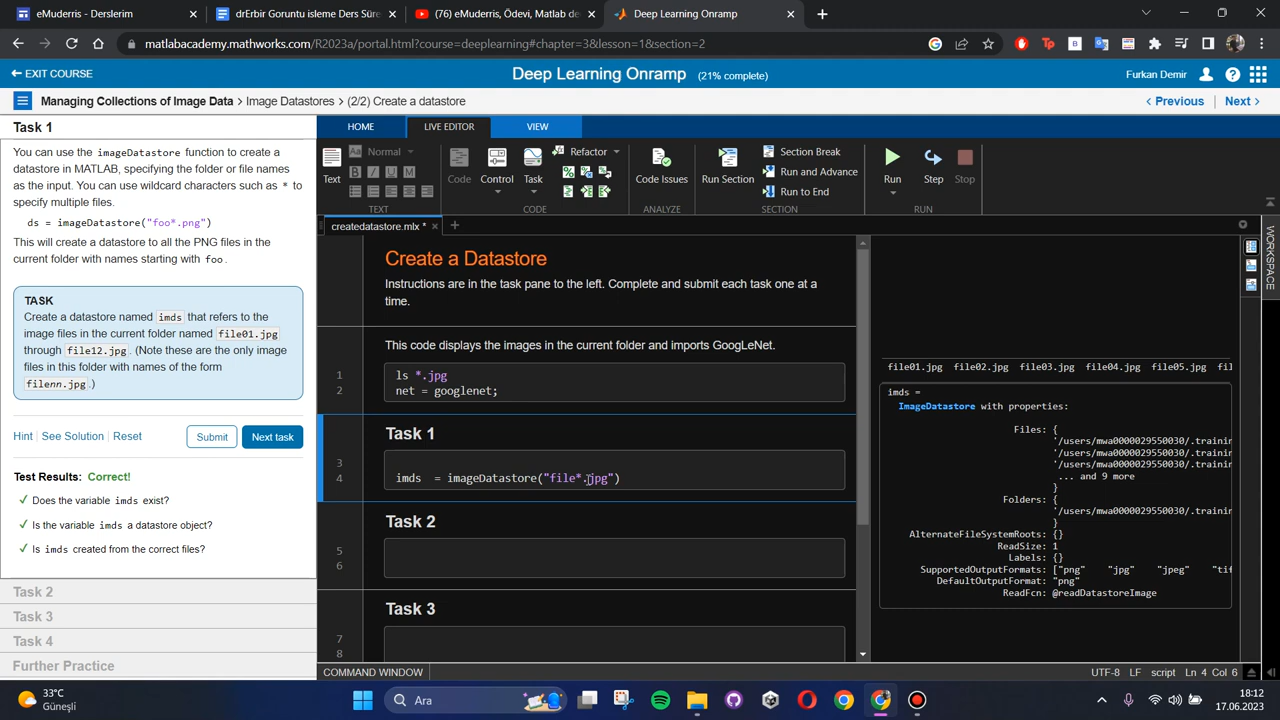 eMuderris - Derslerim
drErbir Goruntu isleme Ders Süre
(76) eMuderris, Ödevi, Matlab de
Deep Learning Onramp
matlabacademy.mathworks.com/R2023a/portal.html?course=deeplearning#chapter=3&lesson=1&section=2
EXIT COURSE
Deep Learning Onramp (21% complete)
Furkan Demir
Managing Collections of Image Data > Image Datastores > (2/2) Create a datastore
Previous
Next
Task 1
You can use the imageDatastore function to create a
datastore in MATLAB, specifying the folder or file names
as the input. You can use wildcard characters such as * to
specify multiple files.
ds = imageDatastore("foo*.png")
This will create a datastore to all the PNG files in the
current folder with names starting with foo.
TASK
Create a datastore named imds that refers to the
image files in the current folder named file01.jpg
through file12.jpg. (Note these are the only image
files in this folder with names of the form
filenn.jpg.)
Hint | See Solution | Reset
Submit
Next task
Test Results: Correct!
✓ Does the variable imds exist?
✓ Is the variable imds a datastore object?
✓ Is imds created from the correct files?
Task 2
Task 3
Task 4
Further Practice
HOME
LIVE EDITOR
VIEW
Text
Aa Normal
B I U M
TEXT
Code
Control
Task
Refactor
CODE
Code Issues
ANALYZE
Run Section
Section Break
Run and Advance
Run to End
SECTION
Run
Step
Stop
RUN
createdatastore.mlx *
Create a Datastore
Instructions are in the task pane to the left. Complete and submit each task one at a
time.
This code displays the images in the current folder and imports GoogLeNet.
1 ls *.jpg
2 net = googlenet;
Task 1
3
4 imds = imageDatastore("file*.jpg")
Task 2
5
6
Task 3
7
8
file01.jpg file02.jpg file03.jpg file04.jpg file05.jpg fil
imds =
ImageDatastore with properties:
Files: {
'/users/mwa0000029550030/.trainir
'/users/mwa0000029550030/.trainir
'/users/mwa0000029550030/.trainir
... and 9 more
}
Folders: {
'/users/mwa0000029550030/.trainir
}
AlternateFileSystemRoots: {}
ReadSize: 1
Labels: {}
SupportedOutputFormats: ["png" "jpg" "jpeg" "tif
DefaultOutputFormat: "png"
ReadFcn: @readDatastoreImage
WORKSPACE
COMMAND WINDOW
UTF-8
LF
script
Ln 4 Col 6
33°C
Güneşli
Ara
18:12
17.06.2023